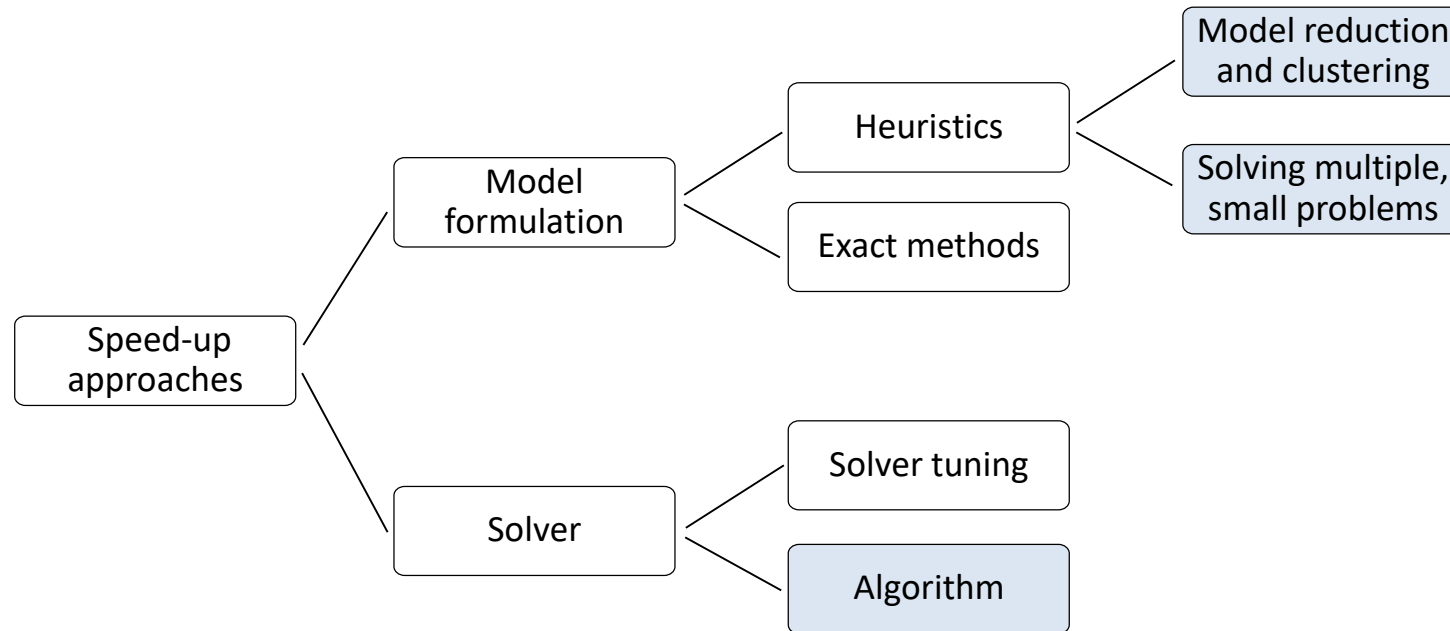 Speed-up
approaches
Model
formulation
Heuristics
Model reduction
and clustering
Solving multiple,
small problems
Exact methods
Solver
Solver tuning
Algorithm